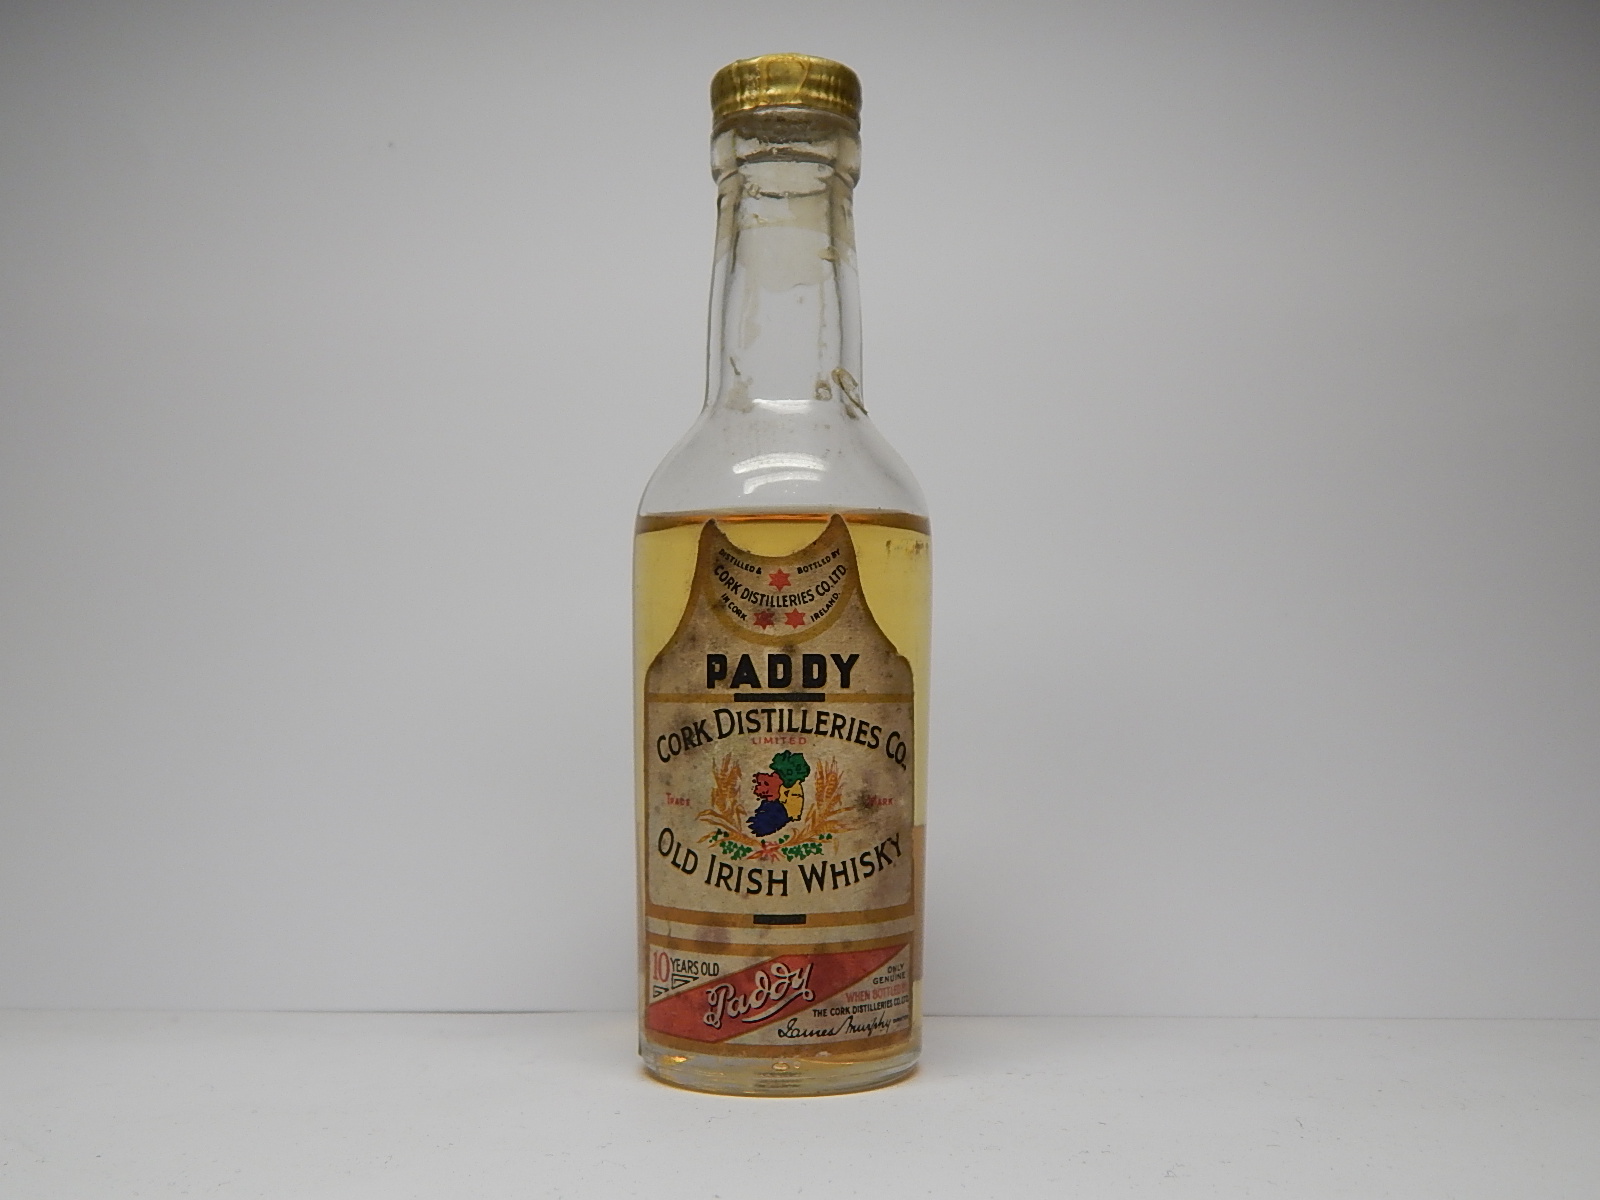 DISTILLED & BOTTLED BY
CORK DISTILLERIES CO. LTD.
IN CORK IRELAND.
PADDY
CORK DISTILLERIES CO.
LIMITED
TRADE MARK
OLD IRISH WHISKY
10 YEARS OLD
Paddy
ONLY
GENUINE
WHEN BOTTLED BY
THE CORK DISTILLERIES CO. LTD.
James Murphy